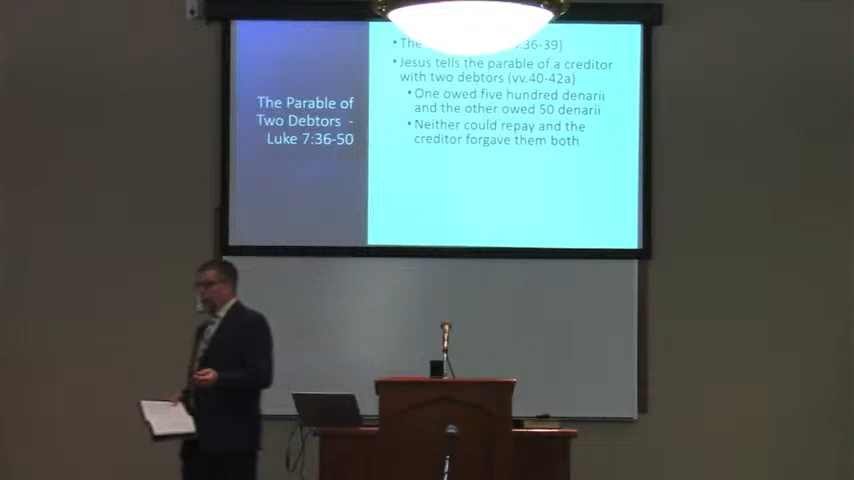 The Parable of
Two Debtors -
Luke 7:36-50
• The .36-39)
• Jesus tells the parable of a creditor
with two debtors (vv.40-42a)
• One owed five hundred denarii
and the other owed 50 denarii
• Neither could repay and the
creditor forgave them both